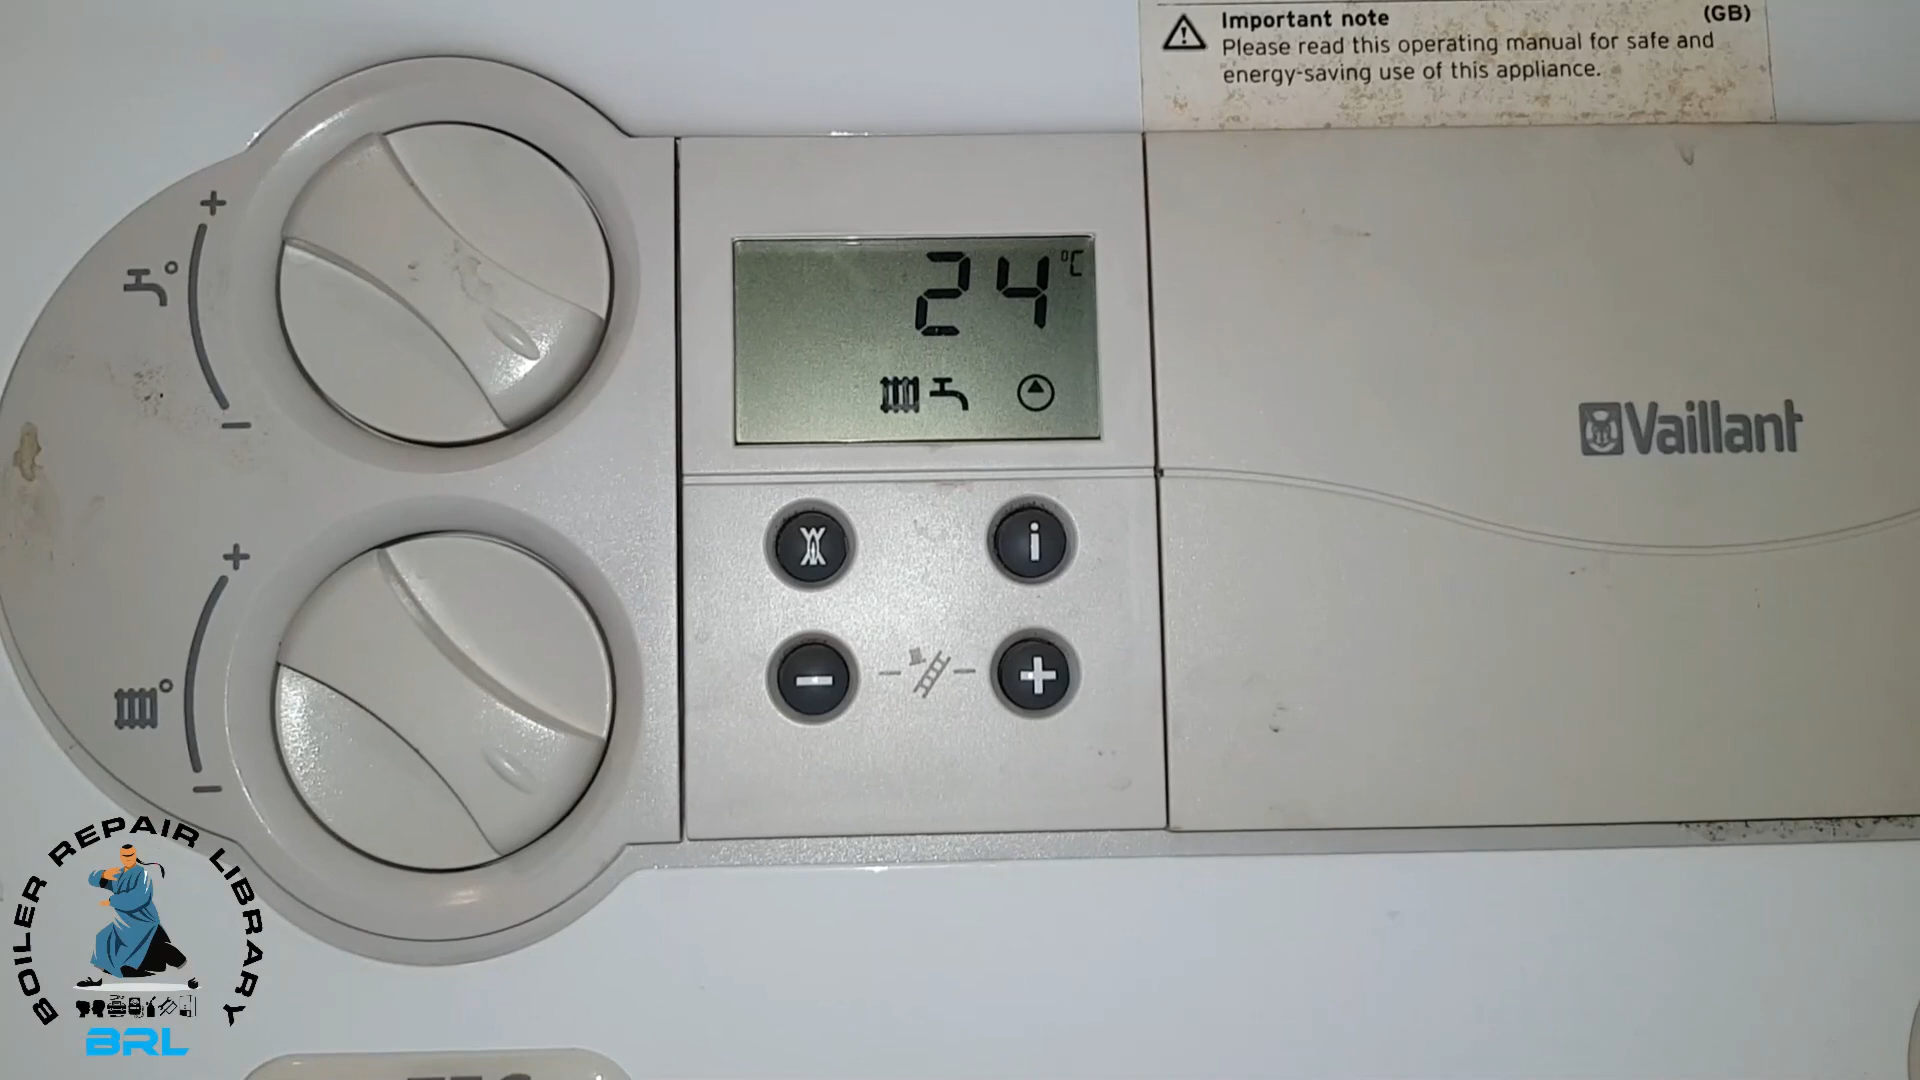 Important note (GB)
Please read this operating manual for safe and
energy-saving use of this appliance.
+
-
24 °C
Vaillant
i
+
-
- +
BOILER REPAIR LIBRARY
BRL